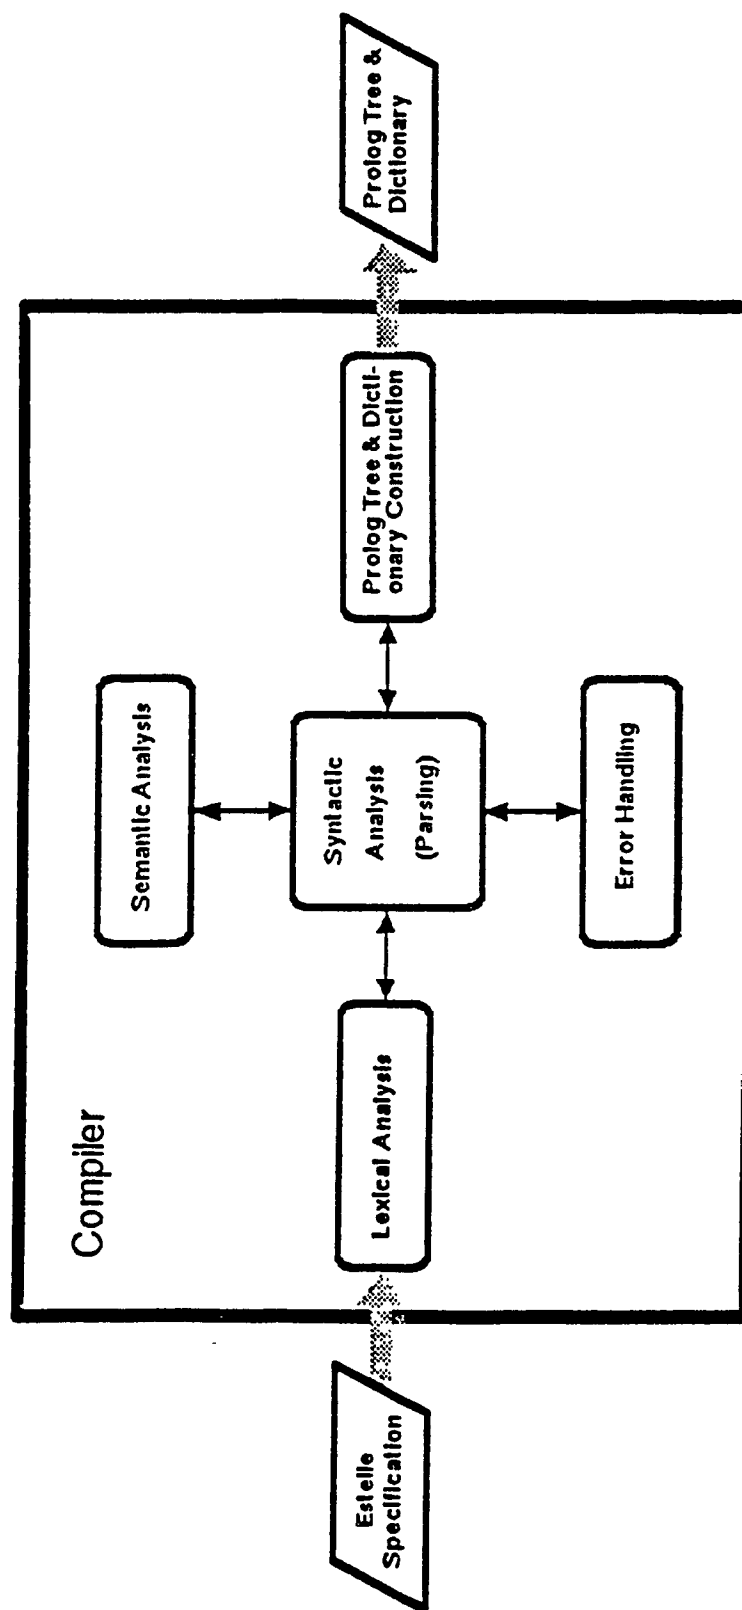 Compiler
Semantic Analysis
Estelle
Specification
Lexical Analysis
Syntactic
Analysis
(Parsing)
Prolog Tree & Dicti-
onary Construction
Prolog Tree &
Dictionary
Error Handling